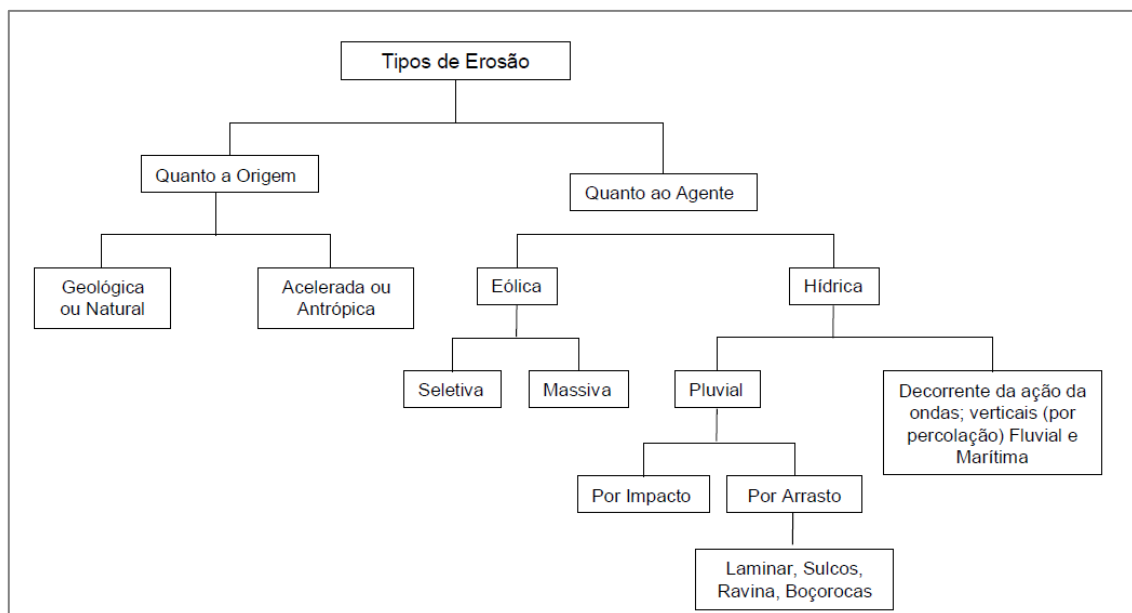 Tipos de Erosão
Quanto a Origem
Quanto ao Agente
Geológica
ou Natural
Acelerada ou
Antrópica
Eólica
Hídrica
Seletiva
Massiva
Pluvial
Decorrente da ação da
ondas; verticais (por
percolação) Fluvial e
Marítima
Por Impacto
Por Arrasto
Laminar, Sulcos,
Ravina, Boçorocas